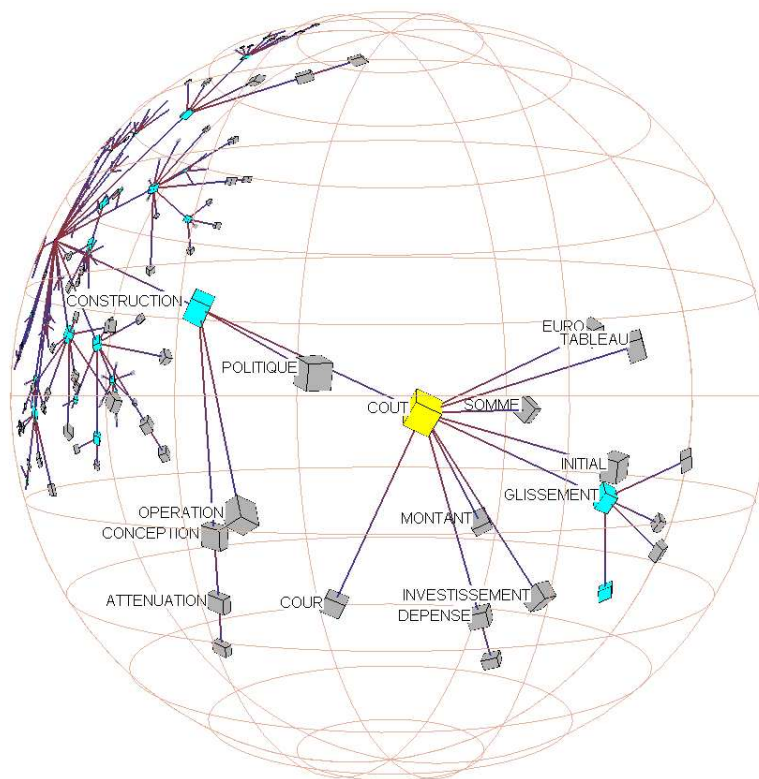 CONSTRUCTION
EURO
TABLEAU
POLITIQUE
COUT
SOMME
INITIAL
GLISSEMENT
OPERATION
MONTANT
CONCEPTION
ATTENUATION
COUR
INVESTISSEMENT
DEPENSE